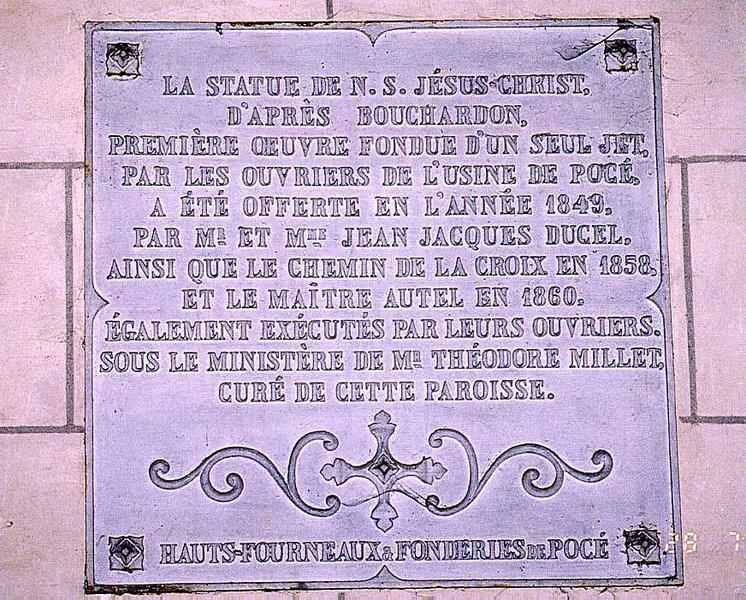 LA STATUE DE N. S. JÉSUS-CHRIST,
D'APRÈS BOUCHARDON,
PREMIÈRE ŒUVRE FONDUE D'UN SEUL JET,
PAR LES OUVRIERS DE L'USINE DE POCÉ,
A ÉTÉ OFFERTE EN L'ANNÉE 1849,
PAR MR ET MME JEAN JACQUES DUCEL,
AINSI QUE LE CHEMIN DE LA CROIX EN 1858,
ET LE MAÎTRE AUTEL EN 1860.
ÉGALEMENT EXÉCUTÉS PAR LEURS OUVRIERS.
SOUS LE MINISTÈRE DE MR THÉODORE MILLET,
CURÉ DE CETTE PAROISSE.
HAUTS-FOURNEAUX & FONDERIES DE POCÉ